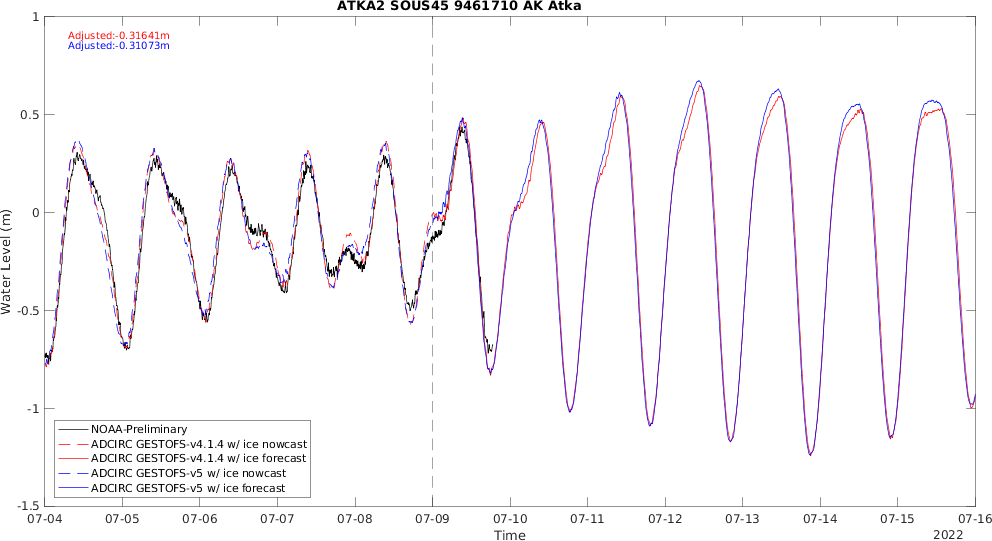 ATKA2 SOUS45 9461710 AK Atka
Adjusted:-0.31641m
Adjusted:-0.31073m
1
0.5
0
-0.5
-1
-1.5
Water Level (m)
NOAA-Preliminary
ADCIRC GESTOFS-v4.1.4 w/ ice nowcast
ADCIRC GESTOFS-v4.1.4 w/ ice forecast
ADCIRC GESTOFS-v5 w/ ice nowcast
ADCIRC GESTOFS-v5 w/ ice forecast
07-04 07-05 07-06 07-07 07-08 07-09 07-10 07-11 07-12 07-13 07-14 07-15 07-16
Time
2022